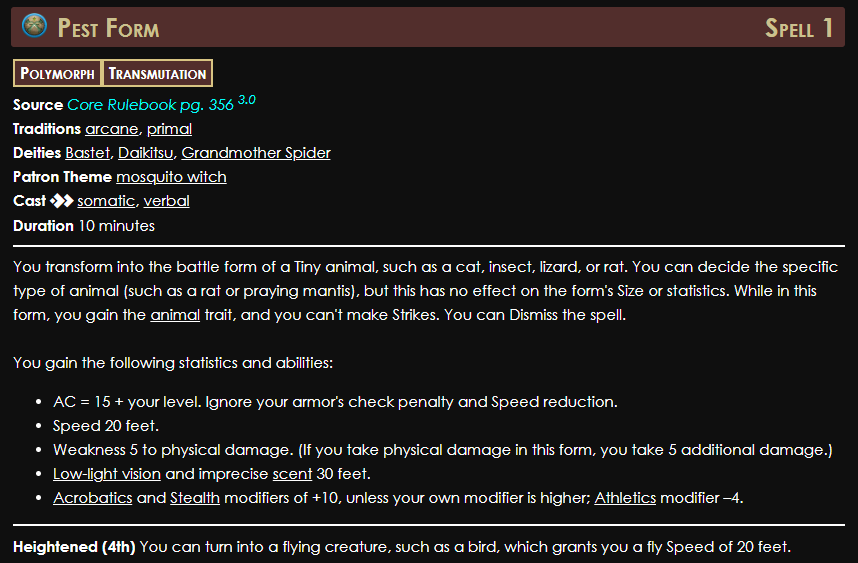 Pest Form Spell 1
Polymorph Transmutation
Source Core Rulebook pg. 356 3.0
Traditions arcane, primal
Deities Bastet, Daikitsu, Grandmother Spider
Patron Theme mosquito witch
Cast somatic, verbal
Duration 10 minutes
You transform into the battle form of a Tiny animal, such as a cat, insect, lizard, or rat. You can decide the specific
type of animal (such as a rat or praying mantis), but this has no effect on the form's Size or statistics. While in this
form, you gain the animal trait, and you can't make Strikes. You can Dismiss the spell.
You gain the following statistics and abilities:
• AC = 15 + your level. Ignore your armor's check penalty and Speed reduction.
• Speed 20 feet.
• Weakness 5 to physical damage. (If you take physical damage in this form, you take 5 additional damage.)
• Low-light vision and imprecise scent 30 feet.
• Acrobatics and Stealth modifiers of +10, unless your own modifier is higher; Athletics modifier –4.
Heightened (4th) You can turn into a flying creature, such as a bird, which grants you a fly Speed of 20 feet.